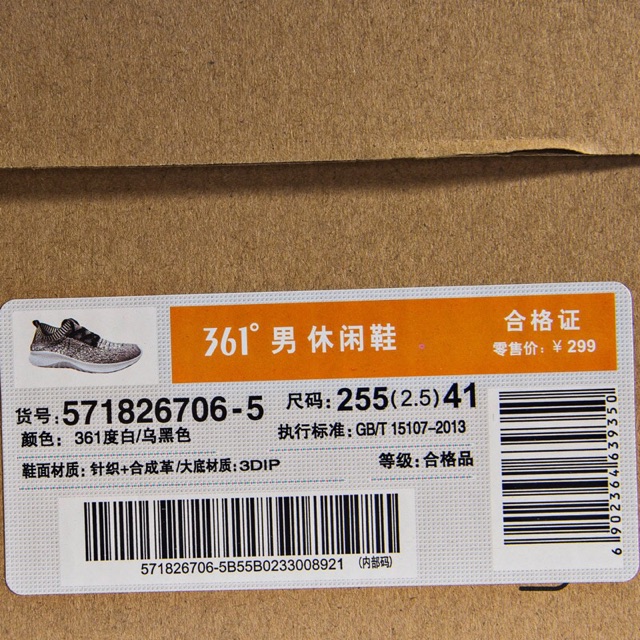 361° 男 休闲鞋
合格证
零售价：￥299
货号：571826706-5
尺码：255(2.5)41
颜色：361度白/乌黑色
执行标准：GB/T 15107-2013
鞋面材质：针织+合成革/大底材质：3DIP
等级：合格品
571826706-5B55B0233008921 (内部码)
6902364639350